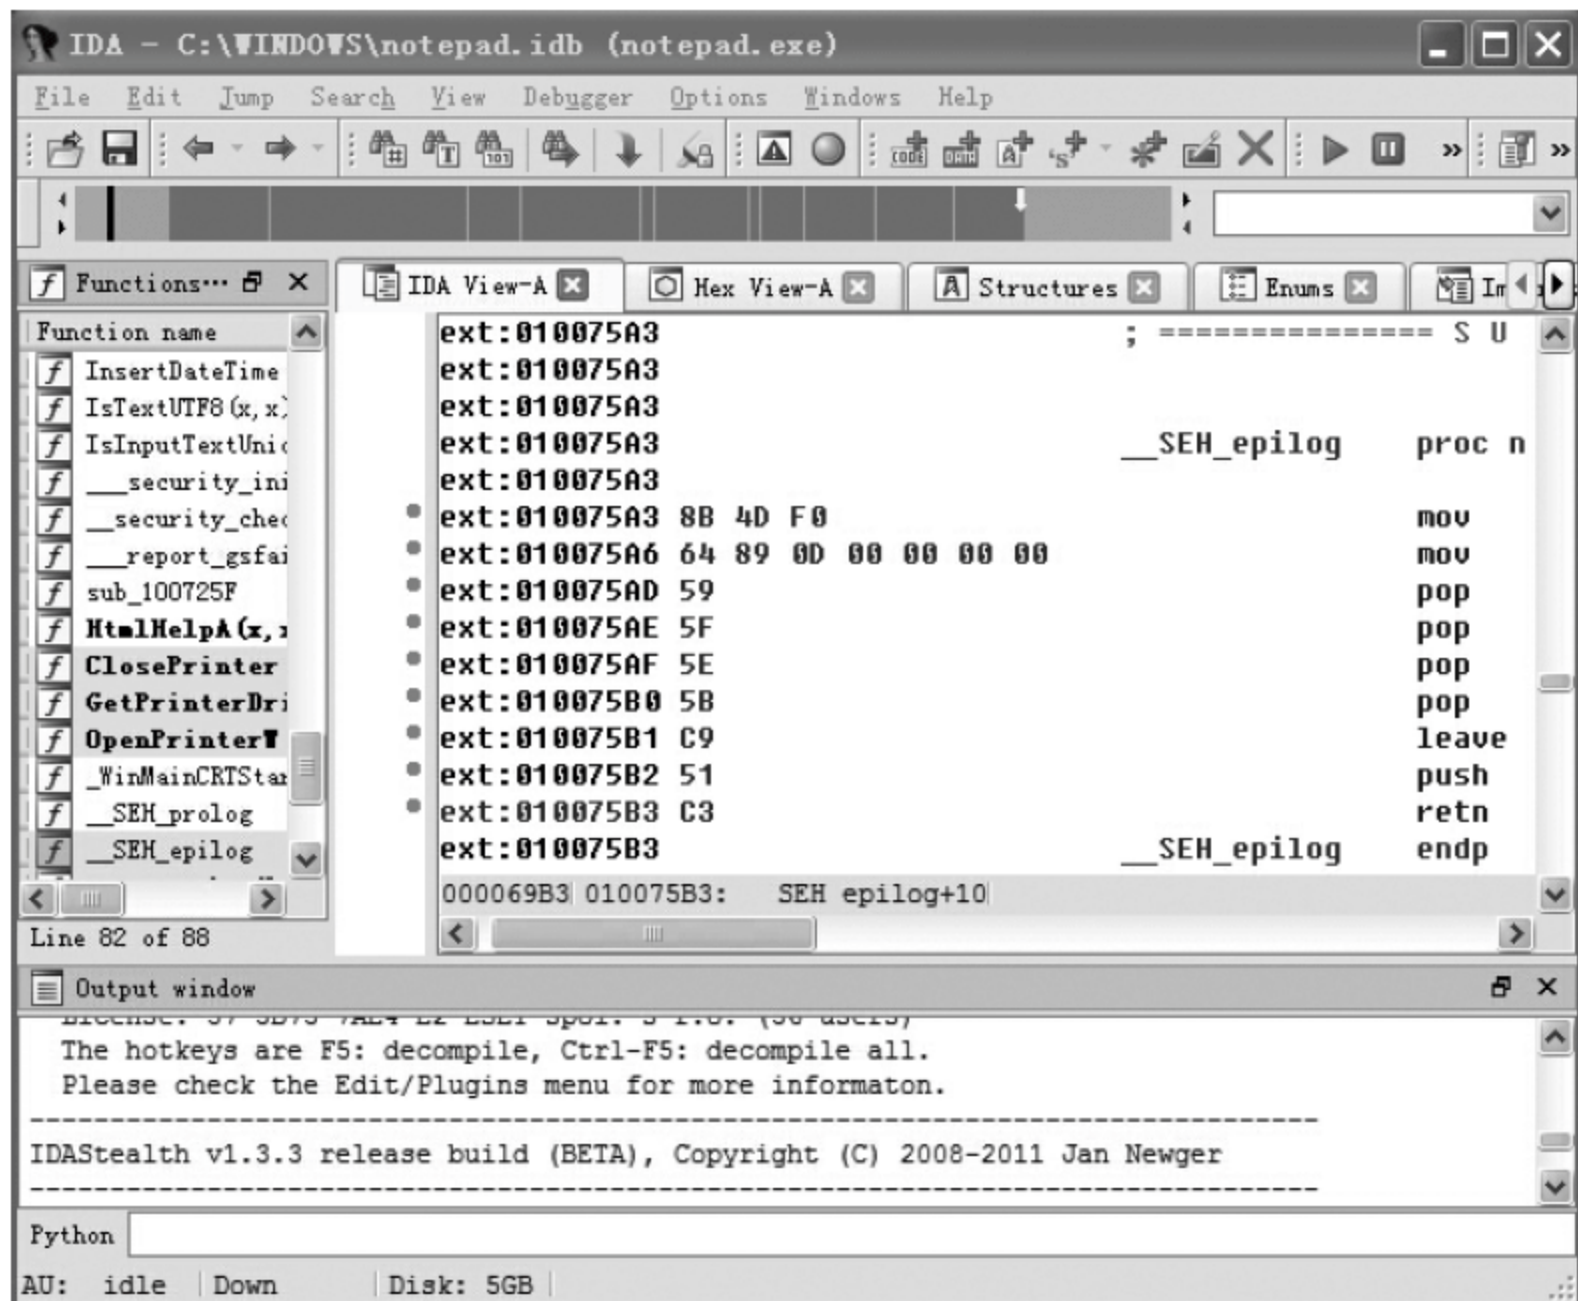 IDA - C:\WINDOWS\notepad.idb (notepad.exe)
File Edit Jump Search View Debugger Options Windows Help
Functions…
Function name
InsertDateTime
IsTextUTF8(x,x)
IsInputTextUnic
___security_ini
__security_chec
___report_gsfai
sub_100725F
HtmlHelpA(x,x
ClosePrinter
GetPrinterDri
OpenPrinterW
_WinMainCRTStar
__SEH_prolog
__SEH_epilog
Line 82 of 88
IDA View-A Hex View-A Structures Enums Im
ext:010075A3 ; =============== S U
ext:010075A3
ext:010075A3
ext:010075A3 __SEH_epilog proc n
ext:010075A3
ext:010075A3 8B 4D F0 mov
ext:010075A6 64 89 0D 00 00 00 00 mov
ext:010075AD 59 pop
ext:010075AE 5F pop
ext:010075AF 5E pop
ext:010075B0 5B pop
ext:010075B1 C9 leave
ext:010075B2 51 push
ext:010075B3 C3 retn
ext:010075B3 __SEH_epilog endp
000069B3 010075B3: SEH epilog+10
Output window
The hotkeys are F5: decompile, Ctrl-F5: decompile all.
Please check the Edit/Plugins menu for more informaton.
--------------------------------------------------------------------------------
IDAStealth v1.3.3 release build (BETA), Copyright (C) 2008-2011 Jan Newger
--------------------------------------------------------------------------------
Python
AU: idle Down Disk: 5GB